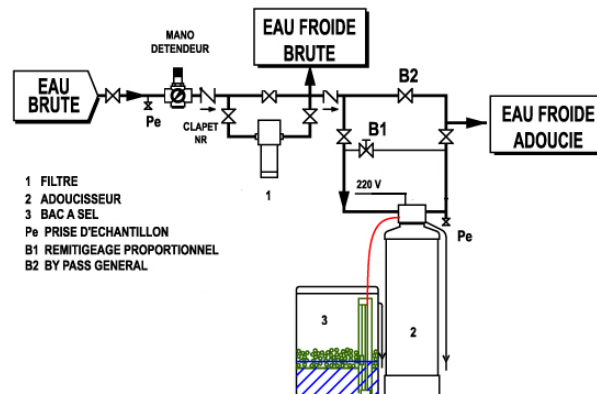 EAU
BRUTE
Pe
MANO
DETENDEUR
CLAPET
NR
1
EAU FROIDE
BRUTE
B2
B1
EAU FROIDE
ADOUCIE
220 V
Pe
1 FILTRE
2 ADOUCISSEUR
3 BAC A SEL
Pe PRISE D'ECHANTILLON
B1 REMITIGEAGE PROPORTIONNEL
B2 BY PASS GENERAL
3
2